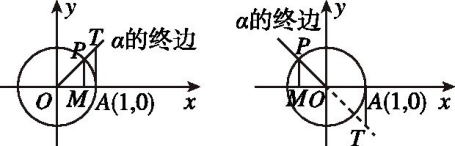 y
P T α的终边
O M A(1,0) x
α的终边 y
P
M O A(1,0) x
T